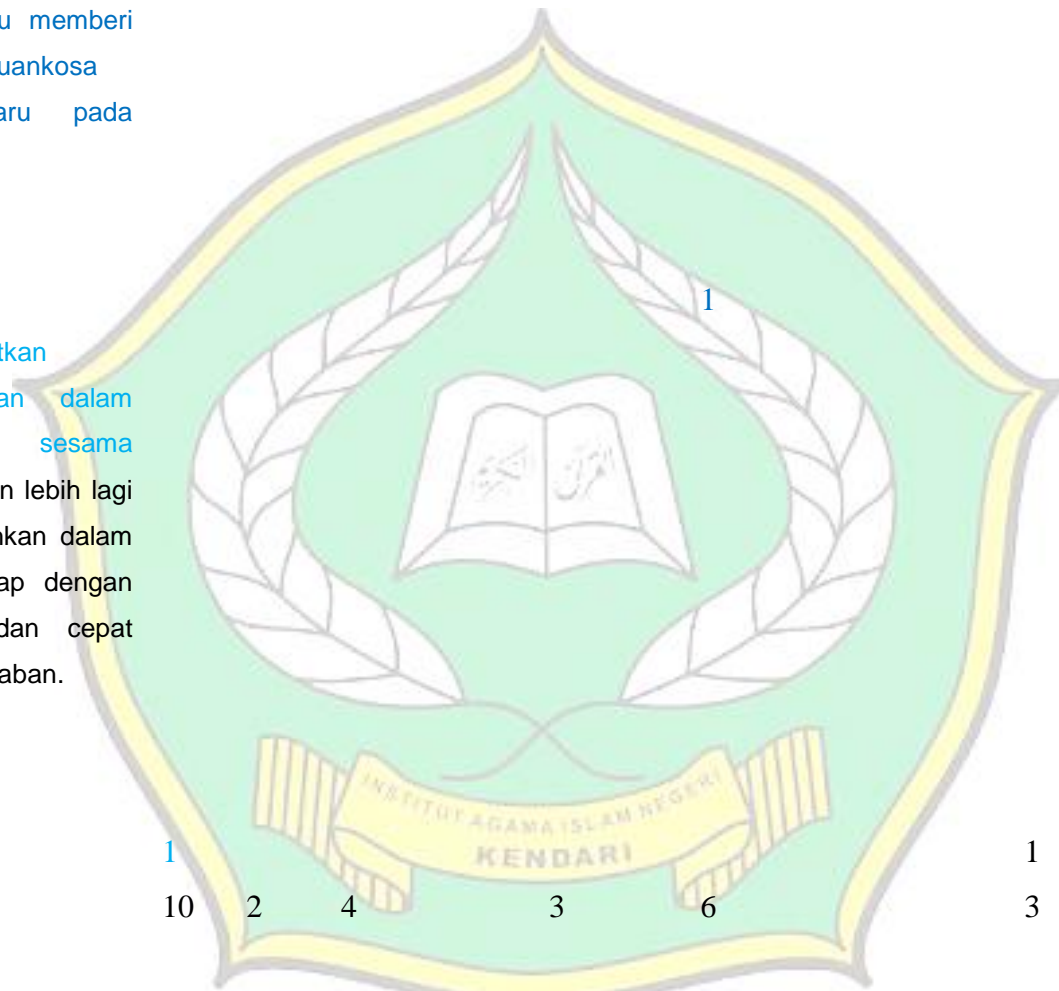 u memberi
uankosa
aru pada
1
tkan
an dalam
sesama
n lebih lagi
nkan dalam
ap dengan
dan cepat
aban.
INSTITUT AGAMA ISLAM NEGERI
KENDARI
1 1
10 2 4 3 6 3